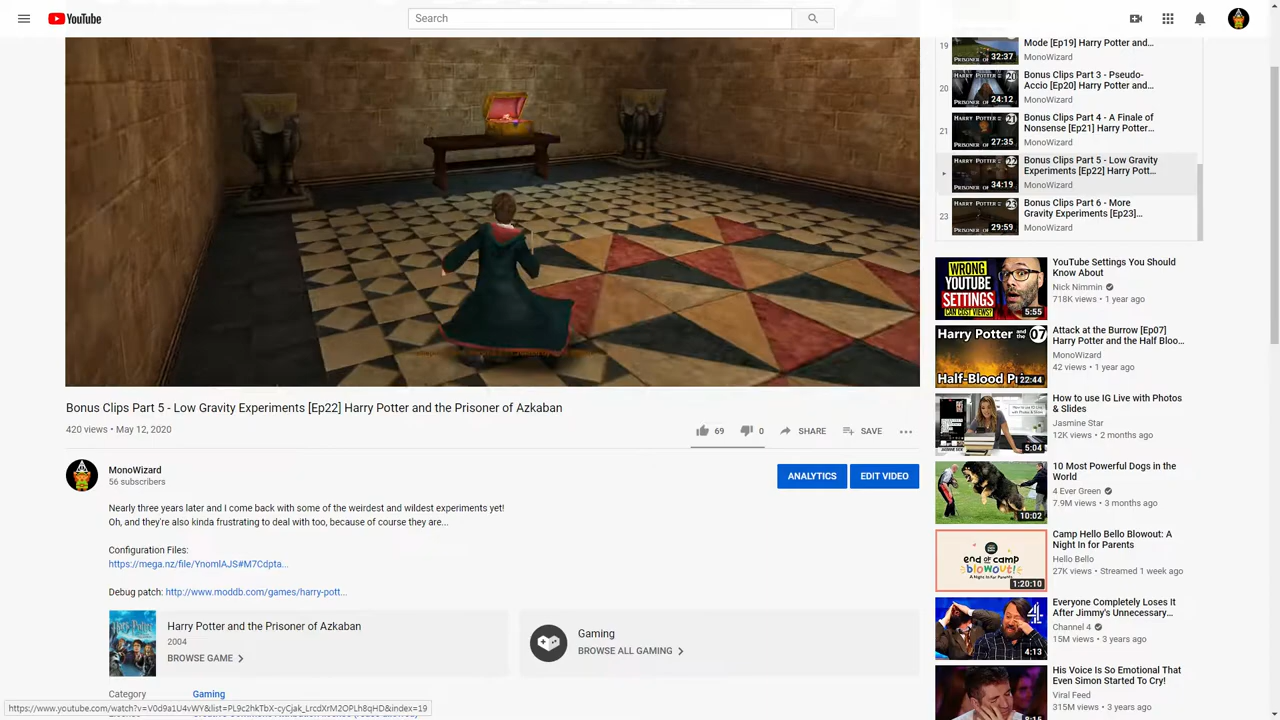 YouTube
Search
19
Mode [Ep19] Harry Potter and...
MonoWizard
32:37
20
Bonus Clips Part 3 - Pseudo-
Accio [Ep20] Harry Potter and...
MonoWizard
24:12
21
Bonus Clips Part 4 - A Finale of
Nonsense [Ep21] Harry Potter...
MonoWizard
27:35
Bonus Clips Part 5 - Low Gravity
Experiments [Ep22] Harry Pott...
MonoWizard
34:19
23
Bonus Clips Part 6 - More
Gravity Experiments [Ep23]...
MonoWizard
29:59
Bonus Clips Part 5 - Low Gravity Experiments [Ep22] Harry Potter and the Prisoner of Azkaban
420 views • May 12, 2020
69
0
SHARE
SAVE
MonoWizard
56 subscribers
ANALYTICS
EDIT VIDEO
Nearly three years later and I come back with some of the weirdest and wildest experiments yet!
Oh, and they're also kinda frustrating to deal with too, because of course they are...
Configuration Files:
https://mega.nz/file/YnomlAJS#M7Cdpta...
Debug patch: http://www.moddb.com/games/harry-pott...
Harry Potter and the Prisoner of Azkaban
2004
BROWSE GAME
Gaming
BROWSE ALL GAMING
Category
Gaming
https://www.youtube.com/watch?v=V0d9a1U4vWY&list=PL9c2hkTbX-cyCjak_LrcdXrM2OPLh8qHD&index=19
WRONG
YOUTUBE
SETTINGS
CAN COST VIEWS?
5:55
YouTube Settings You Should
Know About
Nick Nimmin
718K views • 1 year ago
Harry Potter and the 07
Half-Blood Pri
22:44
Attack at the Burrow [Ep07]
Harry Potter and the Half Bloo...
MonoWizard
42 views • 1 year ago
5:04
How to use IG Live with Photos
& Slides
Jasmine Star
12K views • 2 months ago
10:02
10 Most Powerful Dogs in the
World
4 Ever Green
7.9M views • 3 months ago
end of camp
blowout!
1:20:10
Camp Hello Bello Blowout: A
Night In for Parents
Hello Bello
27K views • Streamed 1 week ago
4
4:13
Everyone Completely Loses It
After Jimmy's Unnecessary...
Channel 4
15M views • 3 years ago
His Voice Is So Emotional That
Even Simon Started To Cry!
Viral Feed
315M views • 3 years ago